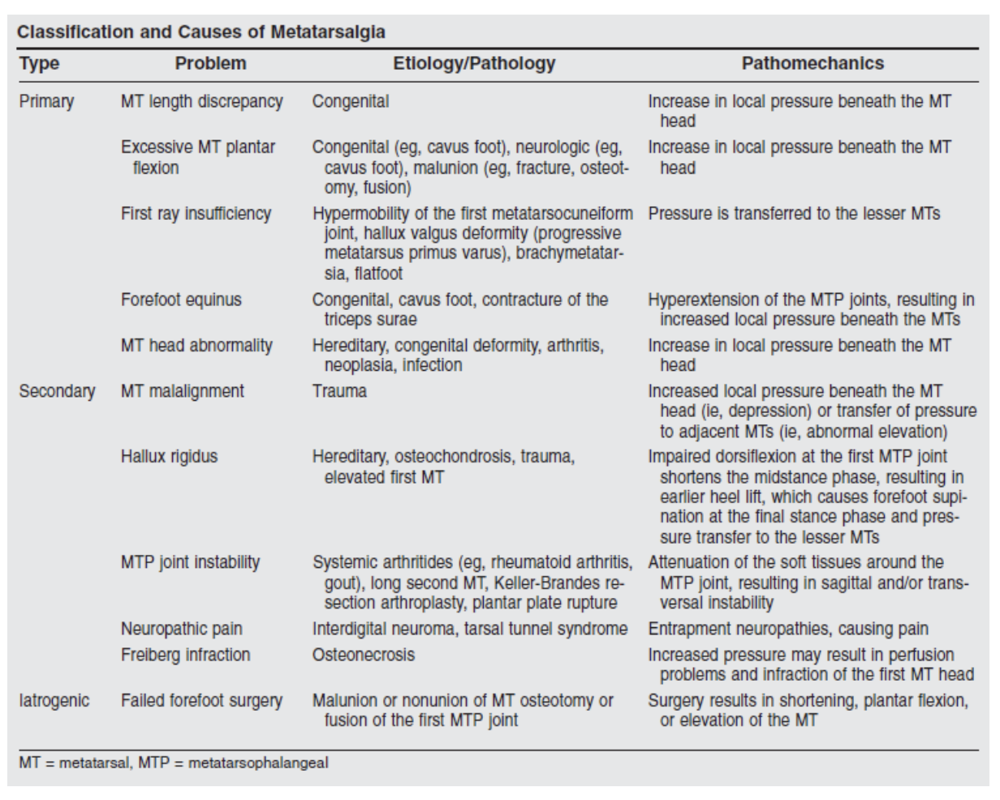 Classification and Causes of Metatarsalgia
Type Problem Etiology/Pathology Pathomechanics
Primary MT length discrepancy Congenital Increase in local pressure beneath the MT
head
Excessive MT plantar Congenital (eg, cavus foot), neurologic (eg, Increase in local pressure beneath the MT
flexion cavus foot), malunion (eg, fracture, osteot- head
omy, fusion)
First ray insufficiency Hypermobility of the first metatarsocuneiform Pressure is transferred to the lesser MTs
joint, hallux valgus deformity (progressive
metatarsus primus varus), brachymetatar-
sia, flatfoot
Forefoot equinus Congenital, cavus foot, contracture of the Hyperextension of the MTP joints, resulting in
triceps surae increased local pressure beneath the MTs
MT head abnormality Hereditary, congenital deformity, arthritis, Increase in local pressure beneath the MT
neoplasia, infection head
Secondary MT malalignment Trauma Increased local pressure beneath the MT
head (ie, depression) or transfer of pressure
to adjacent MTs (ie, abnormal elevation)
Hallux rigidus Hereditary, osteochondrosis, trauma, Impaired dorsiflexion at the first MTP joint
elevated first MT shortens the midstance phase, resulting in
earlier heel lift, which causes forefoot supi-
nation at the final stance phase and pres-
sure transfer to the lesser MTs
MTP joint instability Systemic arthritides (eg, rheumatoid arthritis, Attenuation of the soft tissues around the
gout), long second MT, Keller-Brandes re- MTP joint, resulting in sagittal and/or trans-
section arthroplasty, plantar plate rupture versal instability
Neuropathic pain Interdigital neuroma, tarsal tunnel syndrome Entrapment neuropathies, causing pain
Freiberg infraction Osteonecrosis Increased pressure may result in perfusion
problems and infraction of the first MT head
Iatrogenic Failed forefoot surgery Malunion or nonunion of MT osteotomy or Surgery results in shortening, plantar flexion,
fusion of the first MTP joint or elevation of the MT
MT = metatarsal, MTP = metatarsophalangeal